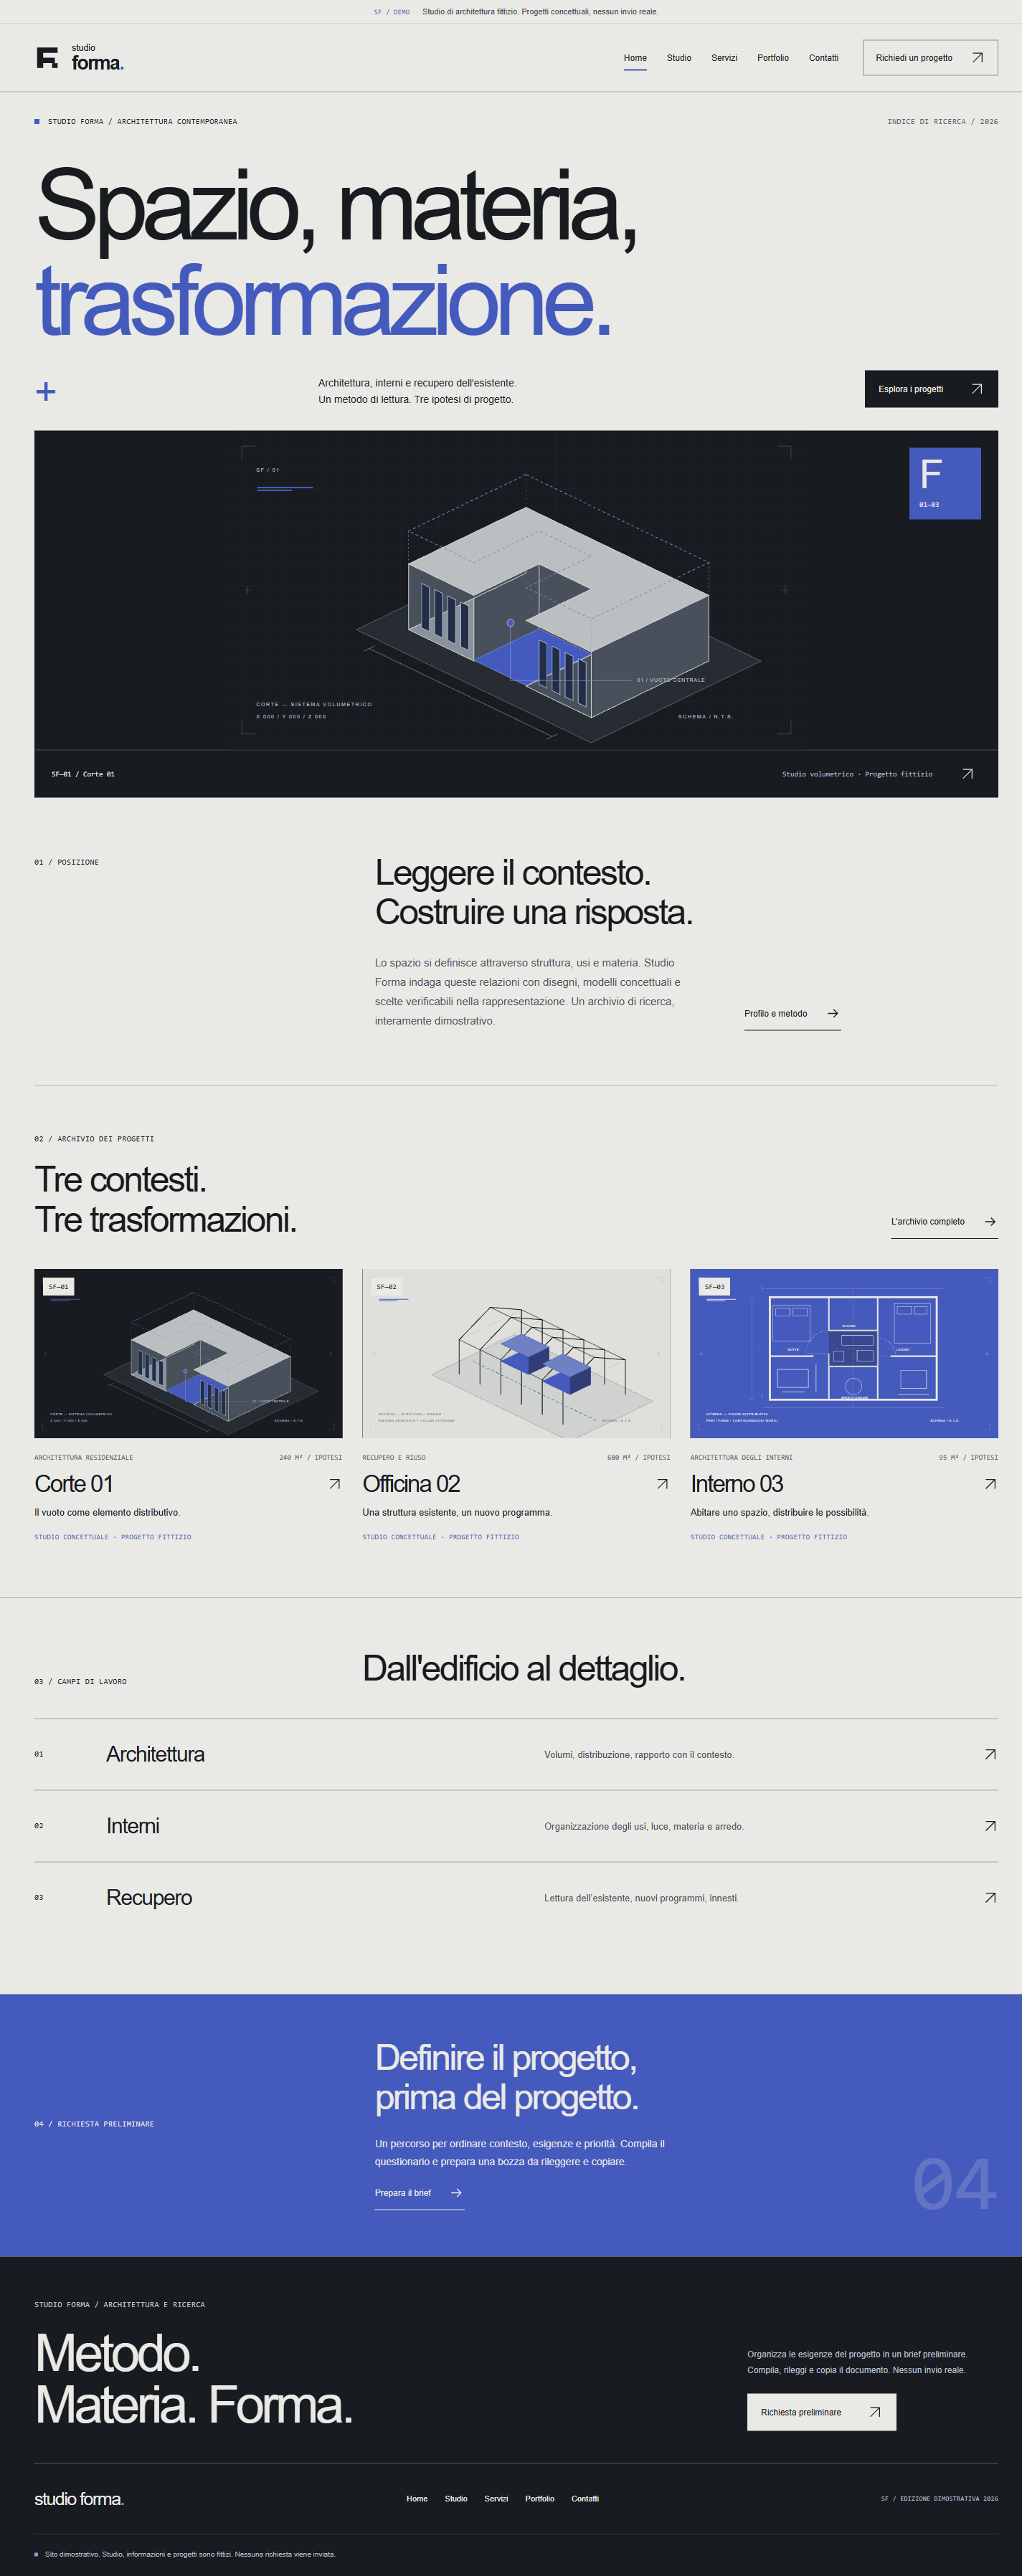 SF / DEMO Studio di architettura fittizio. Progetti concettuali, nessun invio reale.
studio
forma.
Home Studio Servizi Portfolio Contatti Richiedi un progetto
STUDIO FORMA / ARCHITETTURA CONTEMPORANEA
INDICE DI RICERCA / 2026
Spazio, materia,
trasformazione.
Architettura, interni e recupero dell'esistente.
Un metodo di lettura. Tre ipotesi di progetto.
Esplora i progetti
SF / 01
F
01—03
01 / VUOTO CENTRALE
CORTE — SISTEMA VOLUMETRICO
X 000 / Y 000 / Z 000
SCHEMA / N.T.S.
SF—01 / Corte 01
Studio volumetrico · Progetto fittizio
01 / POSIZIONE
Leggere il contesto.
Costruire una risposta.
Lo spazio si definisce attraverso struttura, usi e materia. Studio
Forma indaga queste relazioni con disegni, modelli concettuali e
scelte verificabili nella rappresentazione. Un archivio di ricerca,
interamente dimostrativo.
Profilo e metodo
02 / ARCHIVIO DEI PROGETTI
Tre contesti.
Tre trasformazioni.
L'archivio completo
SF—01
CORTE — SISTEMA VOLUMETRICO
X 000 / Y 000 / Z 000
01 / VUOTO CENTRALE
SCHEMA / N.T.S.
SF—02
SF—03
SCHEMA / N.T.S.
ARCHITETTURA RESIDENZIALE 240 M² / IPOTESI
Corte 01
Il vuoto come elemento distributivo.
STUDIO CONCETTUALE · PROGETTO FITTIZIO
RECUPERO E RIUSO 680 M² / IPOTESI
Officina 02
Una struttura esistente, un nuovo programma.
STUDIO CONCETTUALE · PROGETTO FITTIZIO
ARCHITETTURA DEGLI INTERNI 95 M² / IPOTESI
Interno 03
Abitare uno spazio, distribuire le possibilità.
STUDIO CONCETTUALE · PROGETTO FITTIZIO
03 / CAMPI DI LAVORO
Dall'edificio al dettaglio.
01 Architettura Volumi, distribuzione, rapporto con il contesto.
02 Interni Organizzazione degli usi, luce, materia e arredo.
03 Recupero Lettura dell'esistente, nuovi programmi, innesti.
04 / RICHIESTA PRELIMINARE
Definire il progetto,
prima del progetto.
Un percorso per ordinare contesto, esigenze e priorità. Compila il
questionario e prepara una bozza da rileggere e copiare.
Prepara il brief
04
STUDIO FORMA / ARCHITETTURA E RICERCA
Metodo.
Materia. Forma.
Organizza le esigenze del progetto in un brief preliminare.
Compila, rileggi e copia il documento. Nessun invio reale.
Richiesta preliminare
studio forma.
Home Studio Servizi Portfolio Contatti
SF / EDIZIONE DIMOSTRATIVA 2026
Sito dimostrativo. Studio, informazioni e progetti sono fittizi. Nessuna richiesta viene inviata.